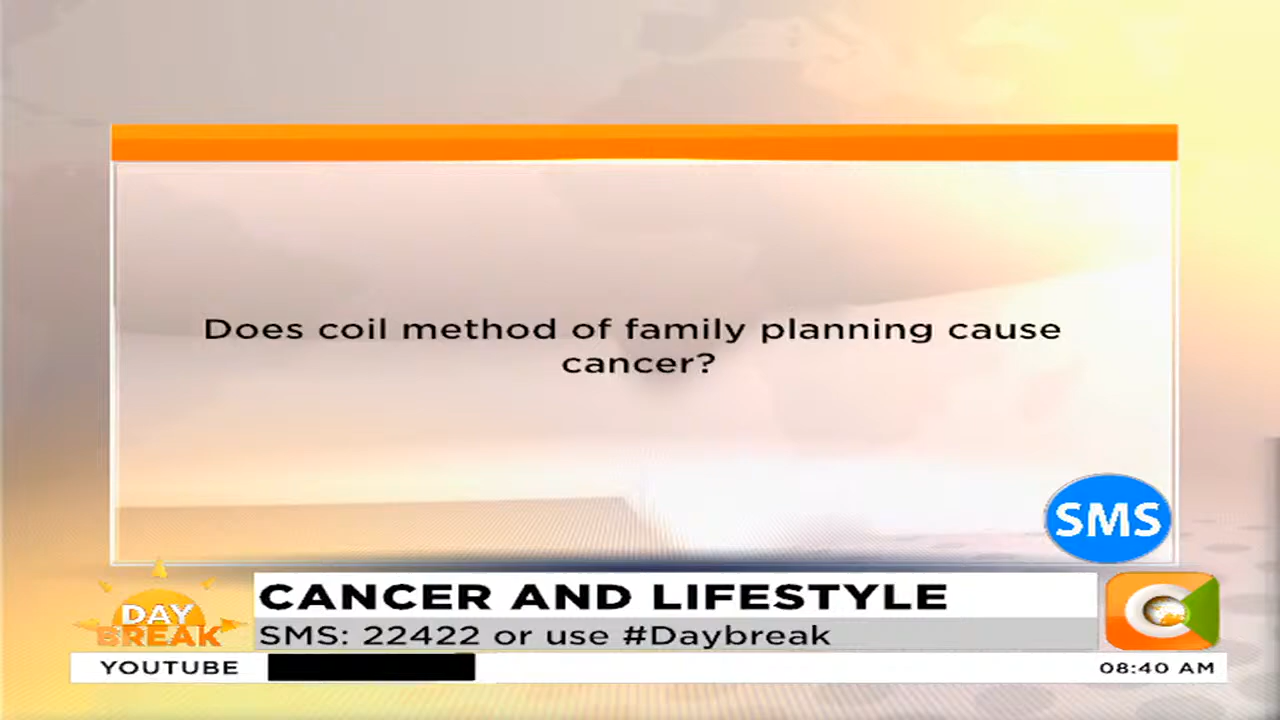 Does coil method of family planning cause
cancer?
SMS
CANCER AND LIFESTYLE
DAY
BREAK
SMS: 22422 or use #Daybreak
YOUTUBE
08:40 AM